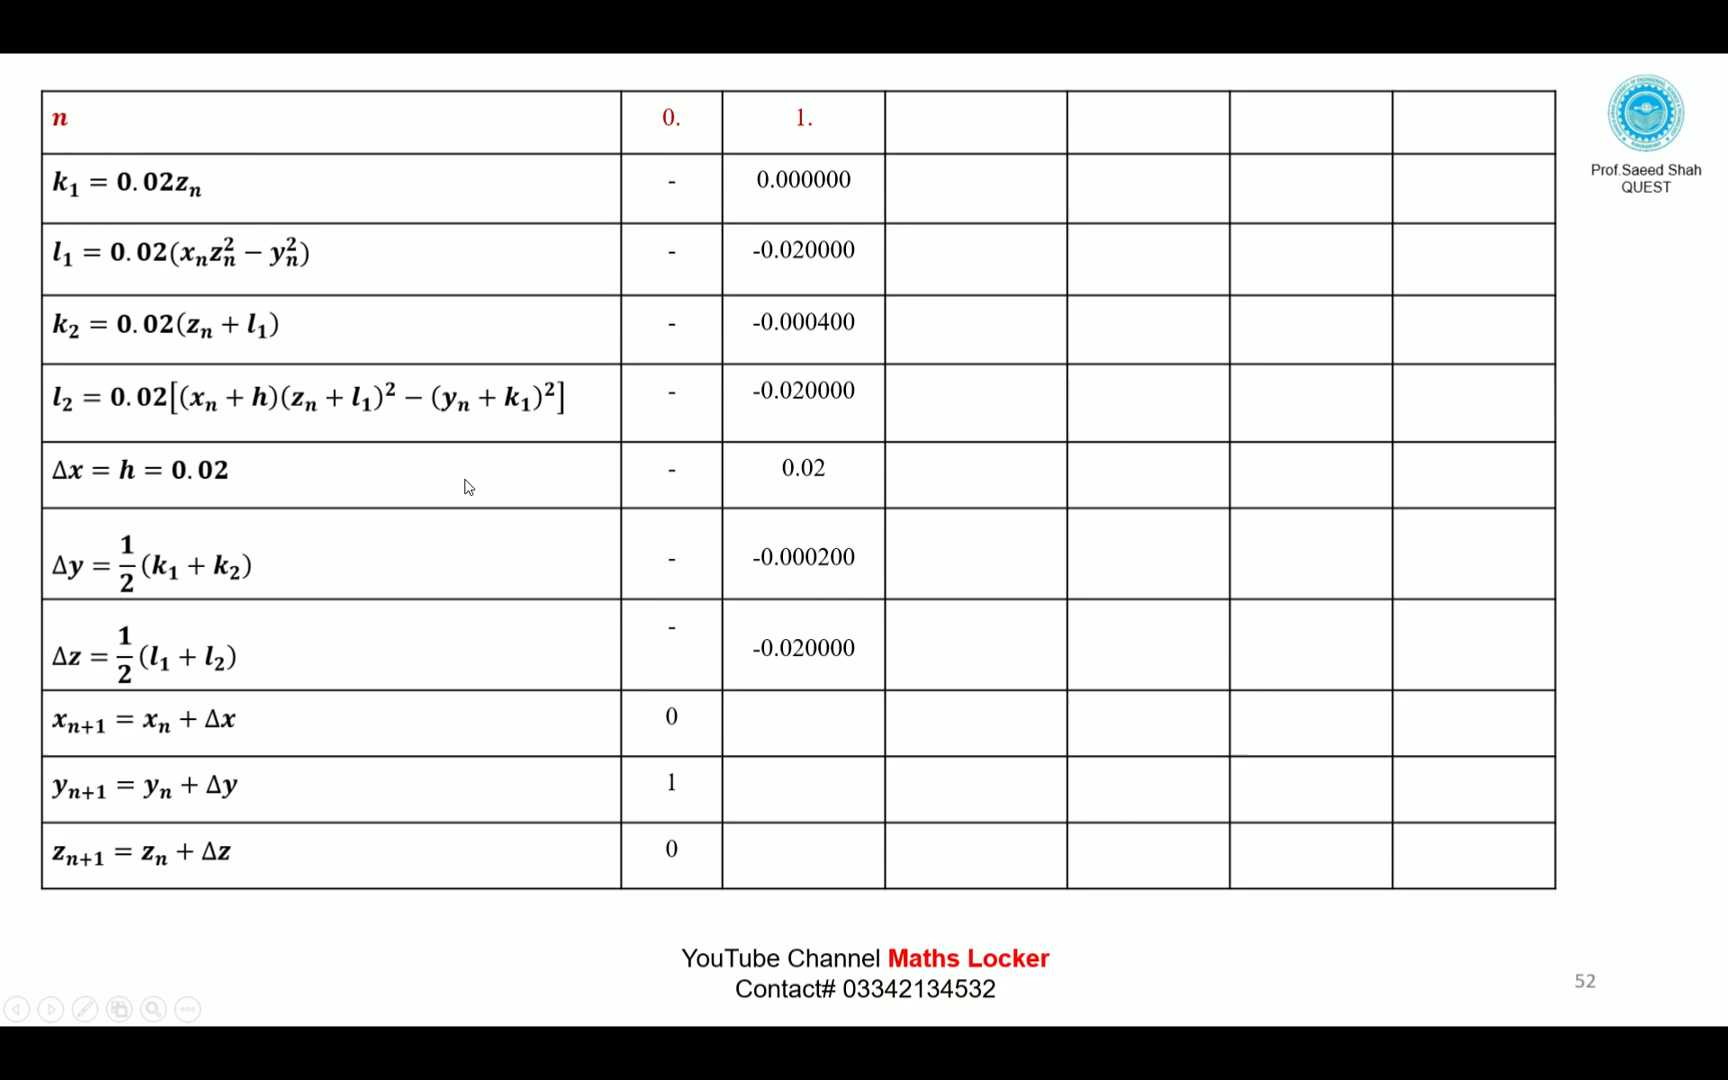 n 0. 1.
k₁ = 0.02zₙ - 0.000000
l₁ = 0.02(xₙzₙ² − yₙ²) - -0.020000
k₂ = 0.02(zₙ + l₁) - -0.000400
l₂ = 0.02[(xₙ + h)(zₙ + l₁)² − (yₙ + k₁)²] - -0.020000
Δx = h = 0.02 - 0.02
Δy = 1/2 (k₁ + k₂) - -0.000200
Δz = 1/2 (l₁ + l₂) - -0.020000
xₙ₊₁ = xₙ + Δx 0
yₙ₊₁ = yₙ + Δy 1
zₙ₊₁ = zₙ + Δz 0
Prof.Saeed Shah
QUEST
YouTube Channel Maths Locker
Contact# 03342134532
52